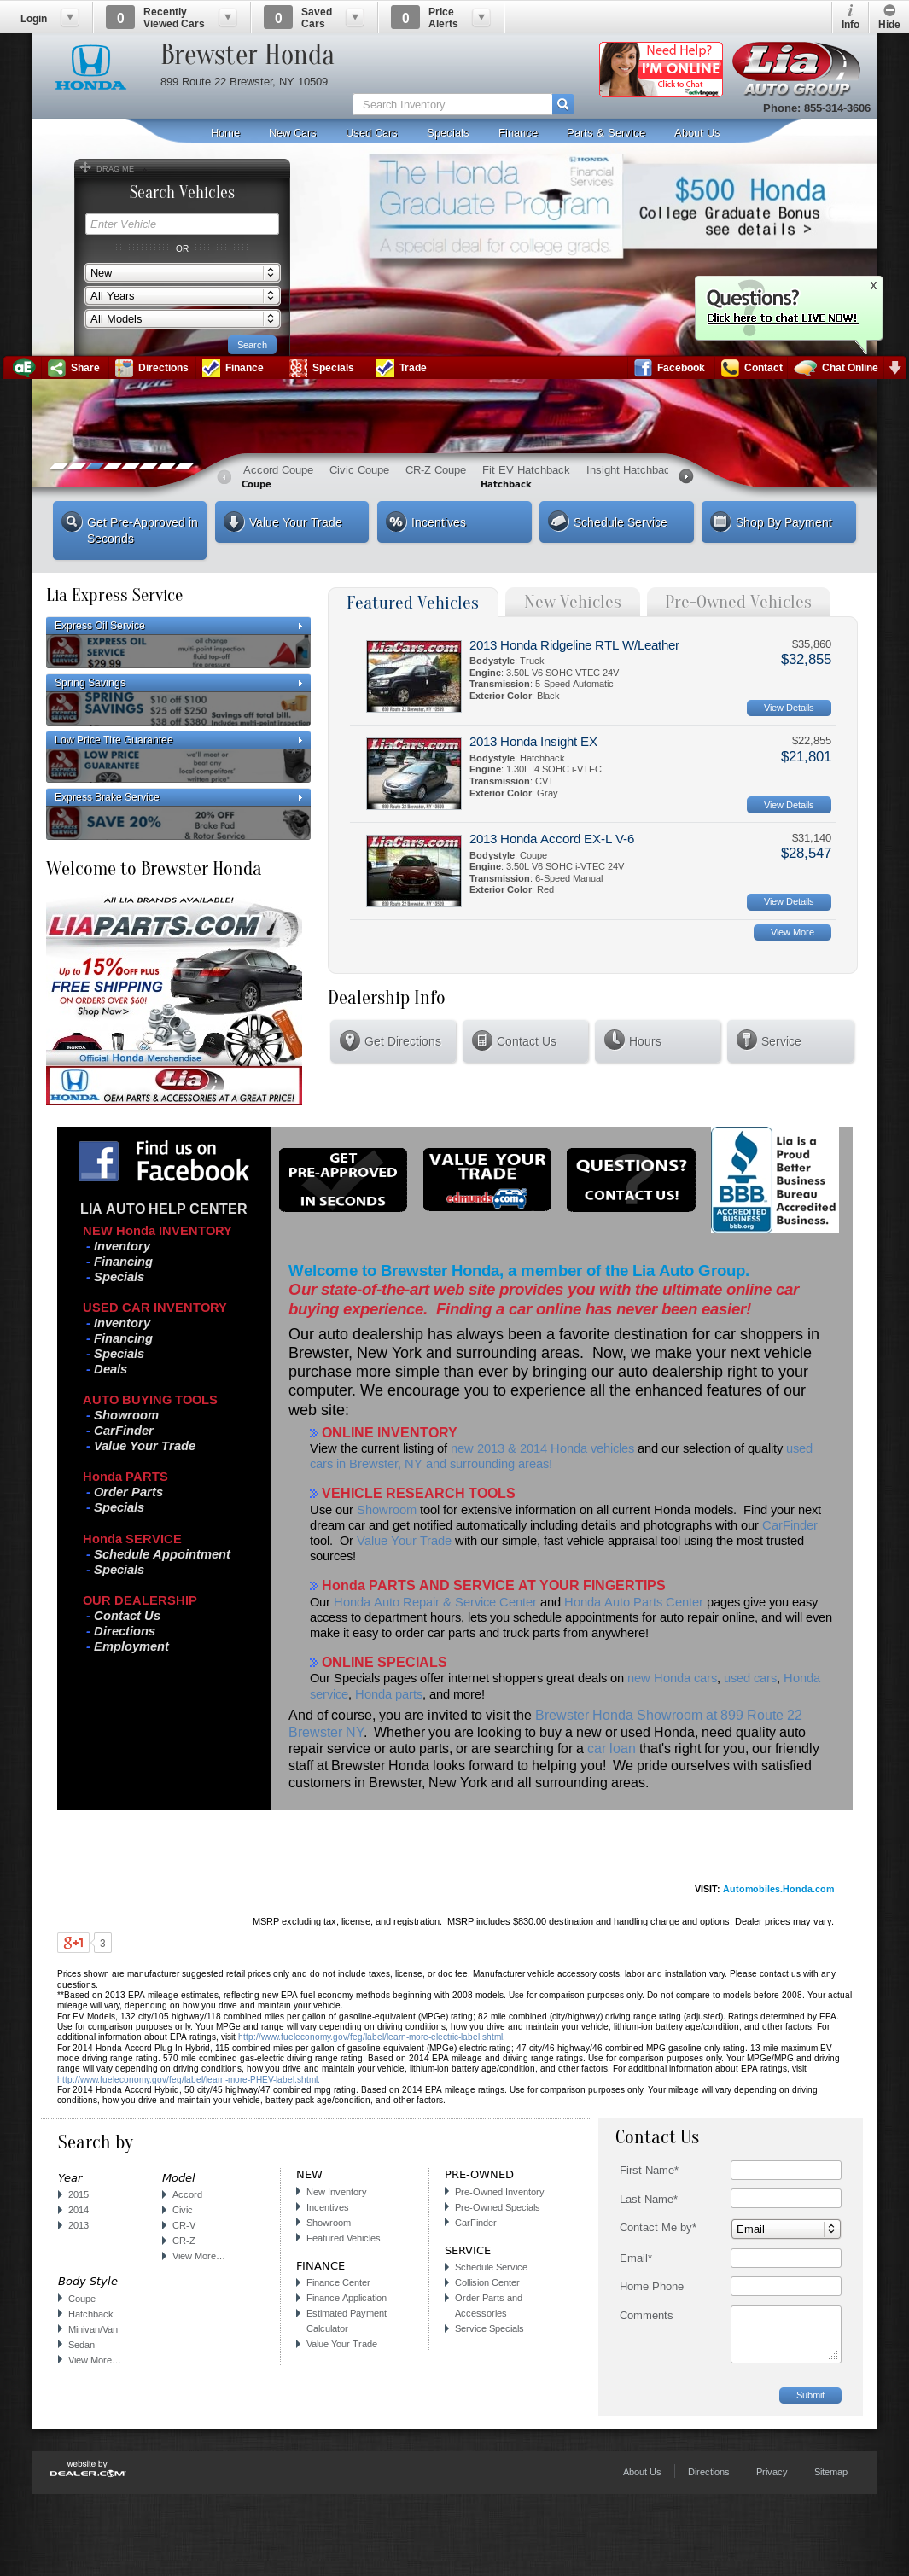 Login
0
Recently
Viewed Cars
0
Saved
Cars
0
Price
Alerts
Info
Hide
HONDA
Brewster Honda
899 Route 22 Brewster, NY 10509
Search Inventory
Need Help?
I'M ONLINE
Click to Chat
activEngage
Lia
AUTO GROUP
Phone: 855-314-3606
Home
New Cars
Used Cars
Specials
Finance
Parts & Service
About Us
DRAG ME
Search Vehicles
Enter Vehicle
OR
New
All Years
All Models
Search
The Honda
Graduate Program
A special deal for college grads.
HONDA
Financial
Services
$500 Honda
College Graduate Bonus
see details >
Questions?
X
Click here to chat LIVE NOW!
aE
Share
Directions
Finance
Specials
Trade
Facebook
Contact
Chat Online
Accord Coupe
Civic Coupe
CR-Z Coupe
Fit EV Hatchback
Insight Hatchbac
Coupe
Hatchback
Get Pre-Approved in
Seconds
Value Your Trade
Incentives
Schedule Service
Shop By Payment
Lia Express Service
Express Oil Service
EXPRESS OIL
SERVICE
$29.99
oil change
multi-point inspection
fluid top-off
tire pressure
Spring Savings
SPRING
SAVINGS
$10 off $100
$25 off $250
$38 off $380
Savings off total bill.
Includes multi-point inspection
Low Price Tire Guarantee
LOW PRICE
GUARANTEE
we'll meet or
beat any
local competitors'
written price*
Express Brake Service
SAVE 20%
20% OFF
Brake Pad
& Rotor Service
Welcome to Brewster Honda
ALL LIA BRANDS AVAILABLE!
LIAPARTS.COM
Up to 15% OFF PLUS
FREE SHIPPING
ON ORDERS OVER $60!
Shop Now>
Official Honda Merchandise
HONDA
Lia
OEM PARTS & ACCESSORIES AT A GREAT PRICE!
Featured Vehicles
New Vehicles
Pre-Owned Vehicles
LiaCars.com
2013 Honda Ridgeline RTL W/Leather
Bodystyle: Truck
Engine: 3.50L V6 SOHC VTEC 24V
Transmission: 5-Speed Automatic
Exterior Color: Black
$35,860
$32,855
View Details
LiaCars.com
2013 Honda Insight EX
Bodystyle: Hatchback
Engine: 1.30L I4 SOHC i-VTEC
Transmission: CVT
Exterior Color: Gray
$22,855
$21,801
View Details
LiaCars.com
2013 Honda Accord EX-L V-6
Bodystyle: Coupe
Engine: 3.50L V6 SOHC i-VTEC 24V
Transmission: 6-Speed Manual
Exterior Color: Red
$31,140
$28,547
View Details
View More
Dealership Info
Get Directions
Contact Us
Hours
Service
Find us on
Facebook
LIA AUTO HELP CENTER
NEW Honda INVENTORY
- Inventory
- Financing
- Specials
USED CAR INVENTORY
- Inventory
- Financing
- Specials
- Deals
AUTO BUYING TOOLS
- Showroom
- CarFinder
- Value Your Trade
Honda PARTS
- Order Parts
- Specials
Honda SERVICE
- Schedule Appointment
- Specials
OUR DEALERSHIP
- Contact Us
- Directions
- Employment
GET
PRE-APPROVED
IN SECONDS
VALUE YOUR
TRADE
edmunds.com
QUESTIONS?
CONTACT US!
BBB
ACCREDITED
BUSINESS
bbb.org
Lia is a
Proud
Better
Business
Bureau
Accredited
Business.
Welcome to Brewster Honda, a member of the Lia Auto Group.
Our state-of-the-art web site provides you with the ultimate online car
buying experience.  Finding a car online has never been easier!
Our auto dealership has always been a favorite destination for car shoppers in
Brewster, New York and surrounding areas.  Now, we make your next vehicle
purchase more simple than ever by bringing our auto dealership right to your
computer. We encourage you to experience all the enhanced features of our
web site:
ONLINE INVENTORY
View the current listing of new 2013 & 2014 Honda vehicles and our selection of quality used
cars in Brewster, NY and surrounding areas!
VEHICLE RESEARCH TOOLS
Use our Showroom tool for extensive information on all current Honda models.  Find your next
dream car and get notified automatically including details and photographs with our CarFinder
tool.  Or Value Your Trade with our simple, fast vehicle appraisal tool using the most trusted
sources!
Honda PARTS AND SERVICE AT YOUR FINGERTIPS
Our Honda Auto Repair & Service Center and Honda Auto Parts Center pages give you easy
access to department hours, lets you schedule appointments for auto repair online, and will even
make it easy to order car parts and truck parts from anywhere!
ONLINE SPECIALS
Our Specials pages offer internet shoppers great deals on new Honda cars, used cars, Honda
service, Honda parts, and more!
And of course, you are invited to visit the Brewster Honda Showroom at 899 Route 22
Brewster NY.  Whether you are looking to buy a new or used Honda, need quality auto
repair service or auto parts, or are searching for a car loan that's right for you, our friendly
staff at Brewster Honda looks forward to helping you!  We pride ourselves with satisfied
customers in Brewster, New York and all surrounding areas.
VISIT: Automobiles.Honda.com
MSRP excluding tax, license, and registration.  MSRP includes $830.00 destination and handling charge and options. Dealer prices may vary.
g+1
3
Prices shown are manufacturer suggested retail prices only and do not include taxes, license, or doc fee. Manufacturer vehicle accessory costs, labor and installation vary. Please contact us with any
questions.
**Based on 2013 EPA mileage estimates, reflecting new EPA fuel economy methods beginning with 2008 models. Use for comparison purposes only. Do not compare to models before 2008. Your actual
mileage will vary, depending on how you drive and maintain your vehicle.
For EV Models, 132 city/105 highway/118 combined miles per gallon of gasoline-equivalent (MPGe) rating; 82 mile combined (city/highway) driving range rating (adjusted). Ratings determined by EPA.
Use for comparison purposes only. Your MPGe and range will vary depending on driving conditions, how you drive and maintain your vehicle, lithium-ion battery age/condition, and other factors. For
additional information about EPA ratings, visit http://www.fueleconomy.gov/feg/label/learn-more-electric-label.shtml.
For 2014 Honda Accord Plug-In Hybrid, 115 combined miles per gallon of gasoline-equivalent (MPGe) electric rating; 47 city/46 highway/46 combined MPG gasoline only rating. 13 mile maximum EV
mode driving range rating. 570 mile combined gas-electric driving range rating. Based on 2014 EPA mileage and driving range ratings. Use for comparison purposes only. Your MPGe/MPG and driving
range will vary depending on driving conditions, how you drive and maintain your vehicle, lithium-ion battery age/condition, and other factors. For additional information about EPA ratings, visit
http://www.fueleconomy.gov/feg/label/learn-more-PHEV-label.shtml.
For 2014 Honda Accord Hybrid, 50 city/45 highway/47 combined mpg rating. Based on 2014 EPA mileage ratings. Use for comparison purposes only. Your mileage will vary depending on driving
conditions, how you drive and maintain your vehicle, battery-pack age/condition, and other factors.
Search by
Year
2015
2014
2013
Body Style
Coupe
Hatchback
Minivan/Van
Sedan
View More...
Model
Accord
Civic
CR-V
CR-Z
View More...
NEW
New Inventory
Incentives
Showroom
Featured Vehicles
FINANCE
Finance Center
Finance Application
Estimated Payment
Calculator
Value Your Trade
PRE-OWNED
Pre-Owned Inventory
Pre-Owned Specials
CarFinder
SERVICE
Schedule Service
Collision Center
Order Parts and
Accessories
Service Specials
Contact Us
First Name*
Last Name*
Contact Me by*
Email
Email*
Home Phone
Comments
Submit
website by
DEALER.COM
About Us
Directions
Privacy
Sitemap